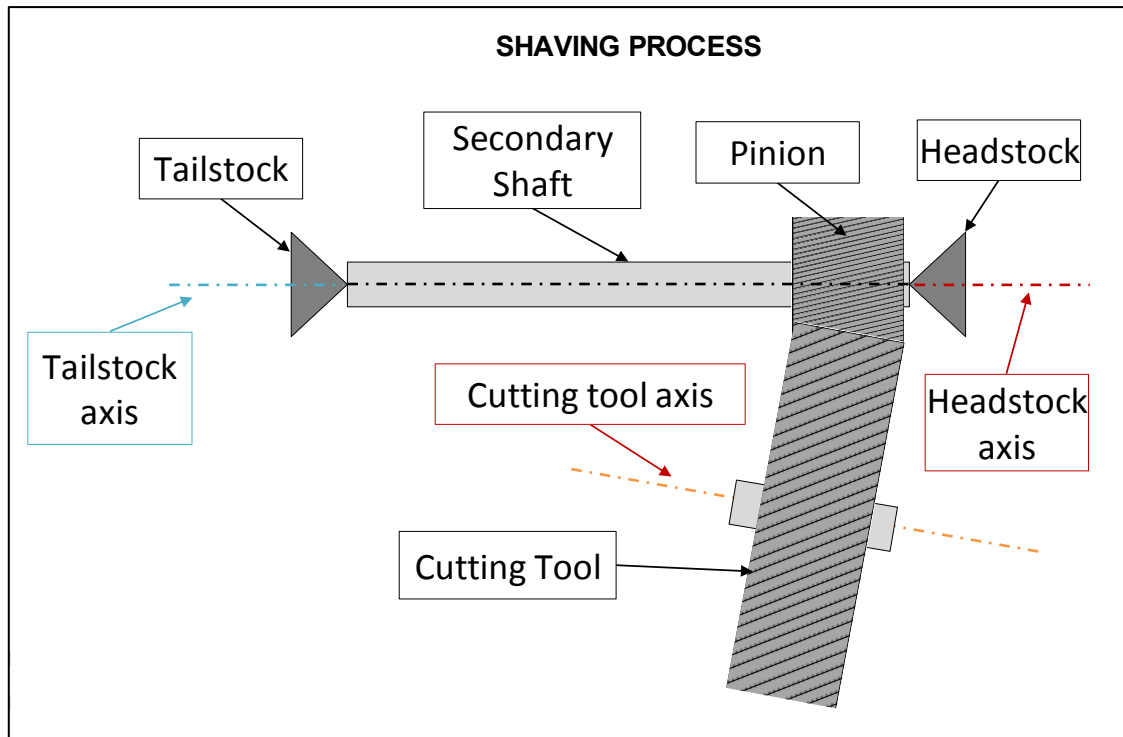 SHAVING PROCESS
Tailstock
Secondary
Shaft
Pinion
Headstock
Tailstock
axis
Cutting tool axis
Headstock
axis
Cutting Tool